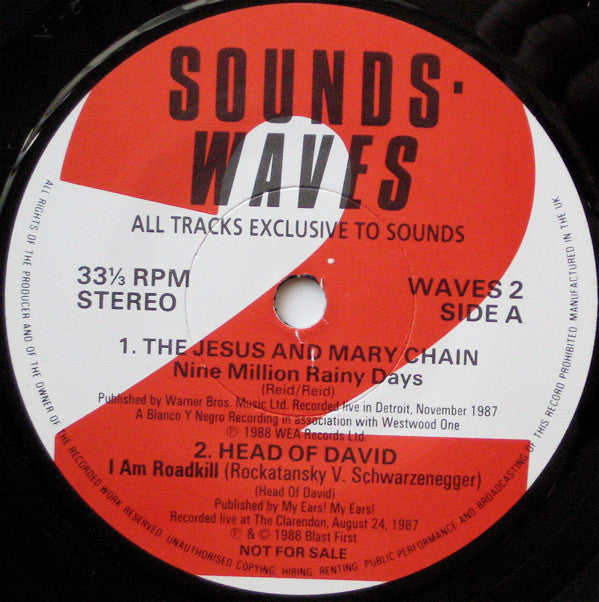 SOUNDS·
WAVES
ALL TRACKS EXCLUSIVE TO SOUNDS
33⅓ RPM
STEREO
WAVES 2
SIDE A
1. THE JESUS AND MARY CHAIN
Nine Million Rainy Days
(Reid/Reid)
Published by Warner Bros. Music Ltd. Recorded live in Detroit, November 1987
A Blanco Y Negro Recording in association with Westwood One
℗ 1988 WEA Records Ltd.
2. HEAD OF DAVID
I Am Roadkill (Rockatansky V. Schwarzenegger)
(Head Of David)
Published by My Ears! My Ears!
Recorded live at The Clarendon, August 24, 1987
℗ & © 1988 Blast First
NOT FOR SALE
ALL RIGHTS OF THE PRODUCER AND OF THE OWNER OF THE RECORDED WORK RESERVED. UNAUTHORISED COPYING, HIRING, RENTING, PUBLIC PERFORMANCE AND BROADCASTING OF THIS RECORD PROHIBITED MANUFACTURED IN THE UK